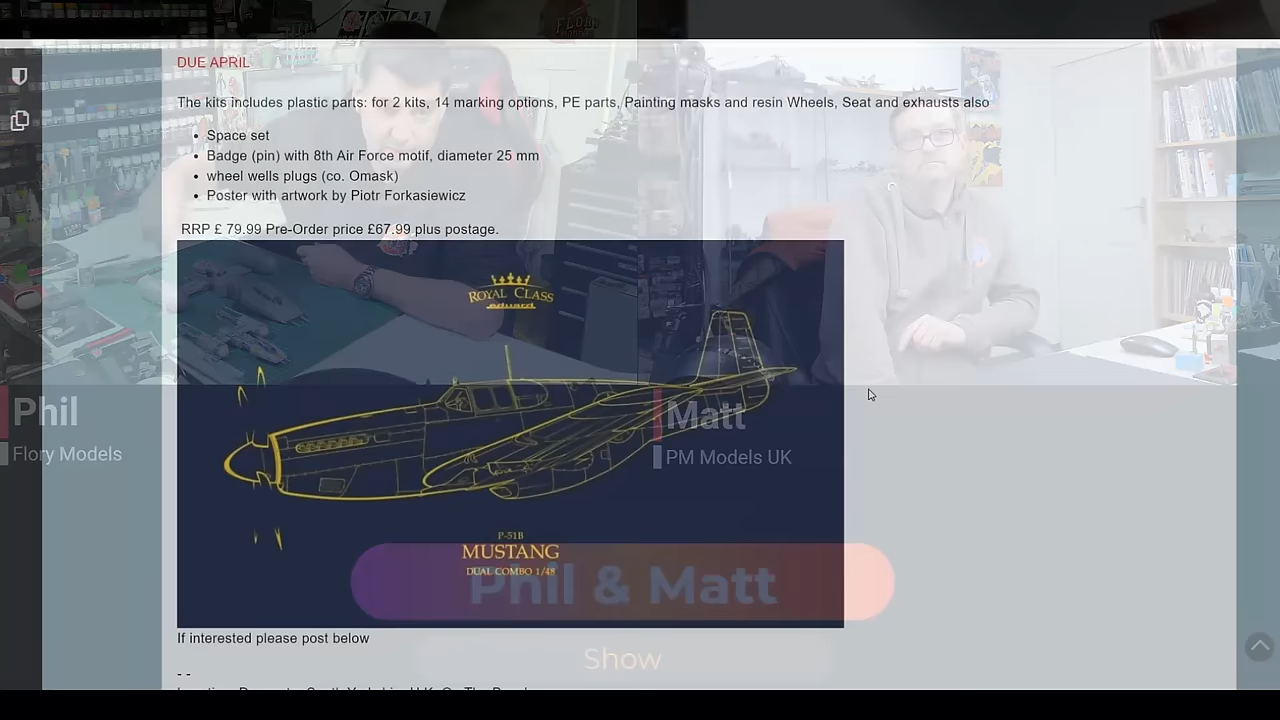 DUE APRIL
The kits includes plastic parts: for 2 kits, 14 marking options, PE parts, Painting masks and resin Wheels, Seat and exhausts also
• Space set
• Badge (pin) with 8th Air Force motif, diameter 25 mm
• wheel wells plugs (co. Omask)
• Poster with artwork by Piotr Forkasiewicz
RRP £ 79.99 Pre-Order price £67.99 plus postage.
ROYAL CLASS
eduard
Phil
Flory Models
Matt
PM Models UK
P-51B
MUSTANG
DUAL COMBO 1/48
Phil & Matt
Show
If interested please post below
- -